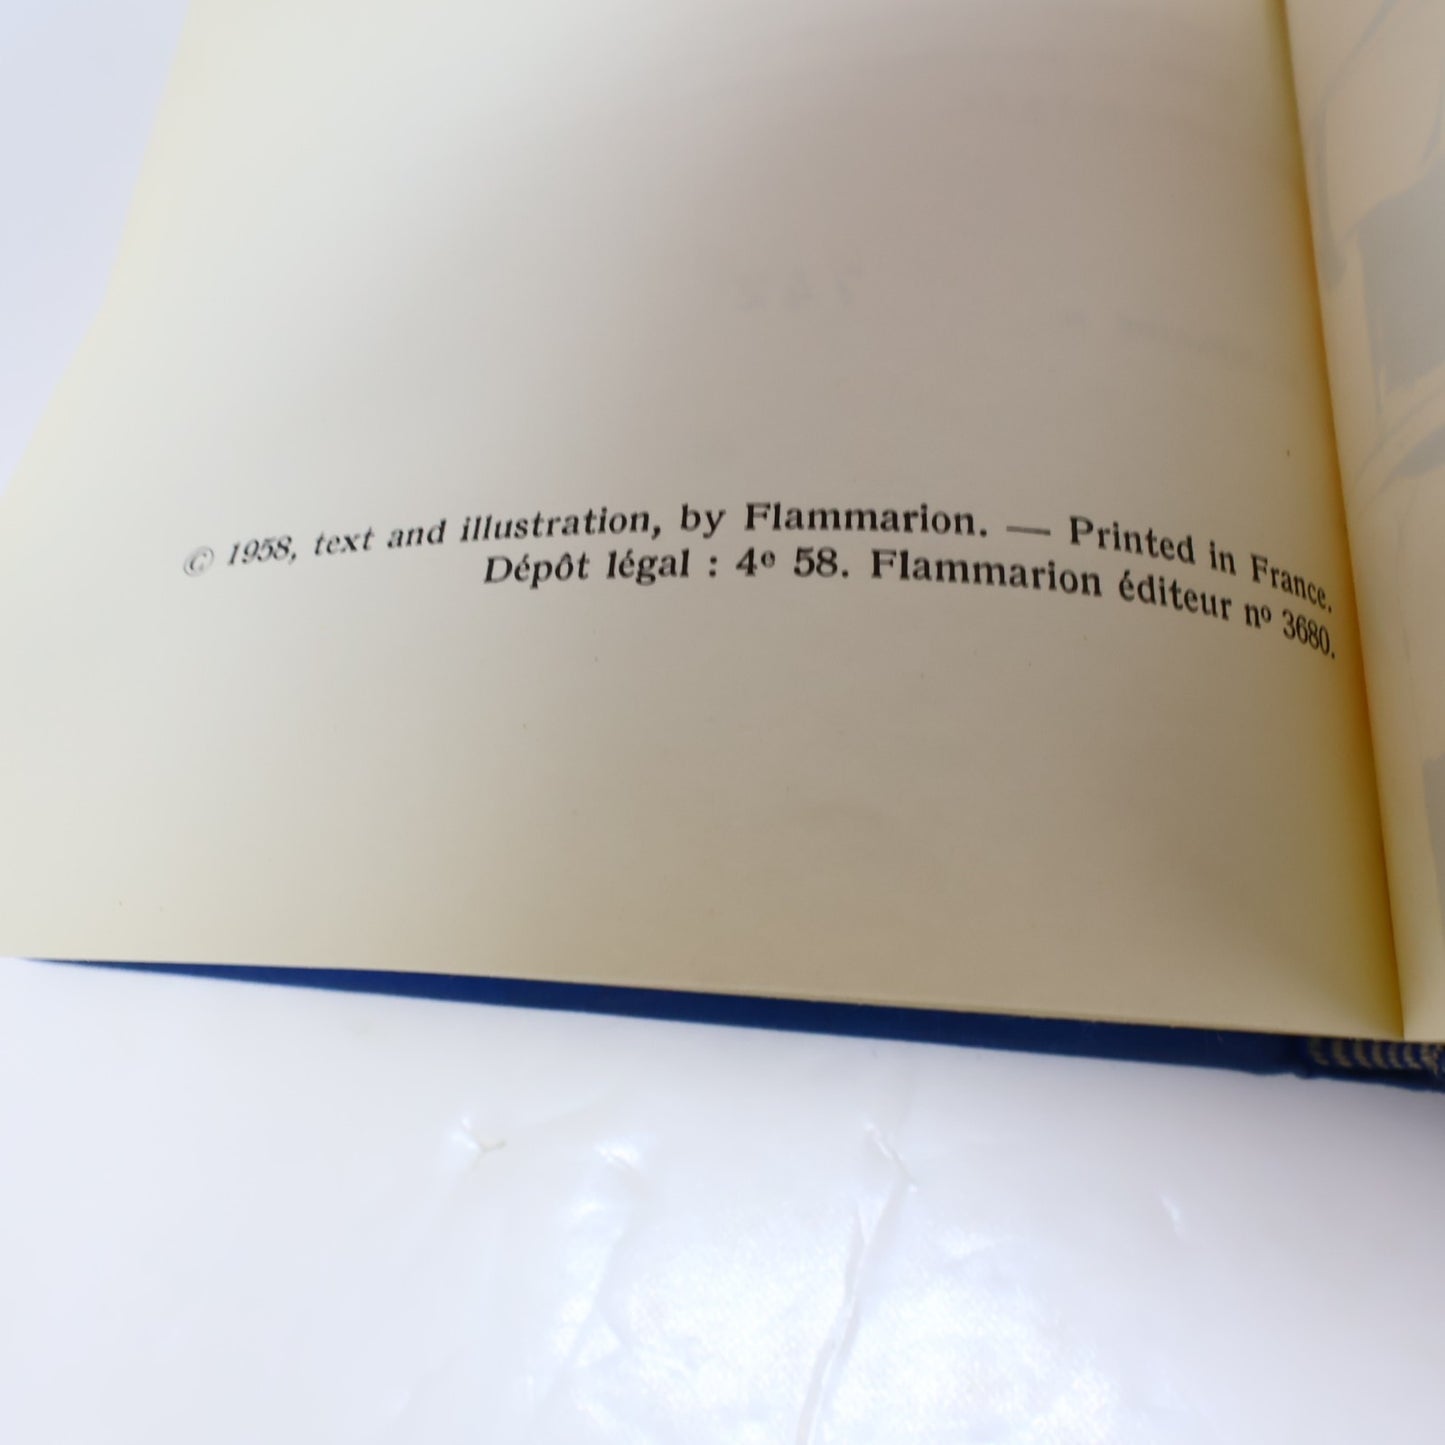 © 1958, text and illustration, by Flammarion. — Printed in France.
Dépôt légal : 4e 58. Flammarion éditeur no 3680.